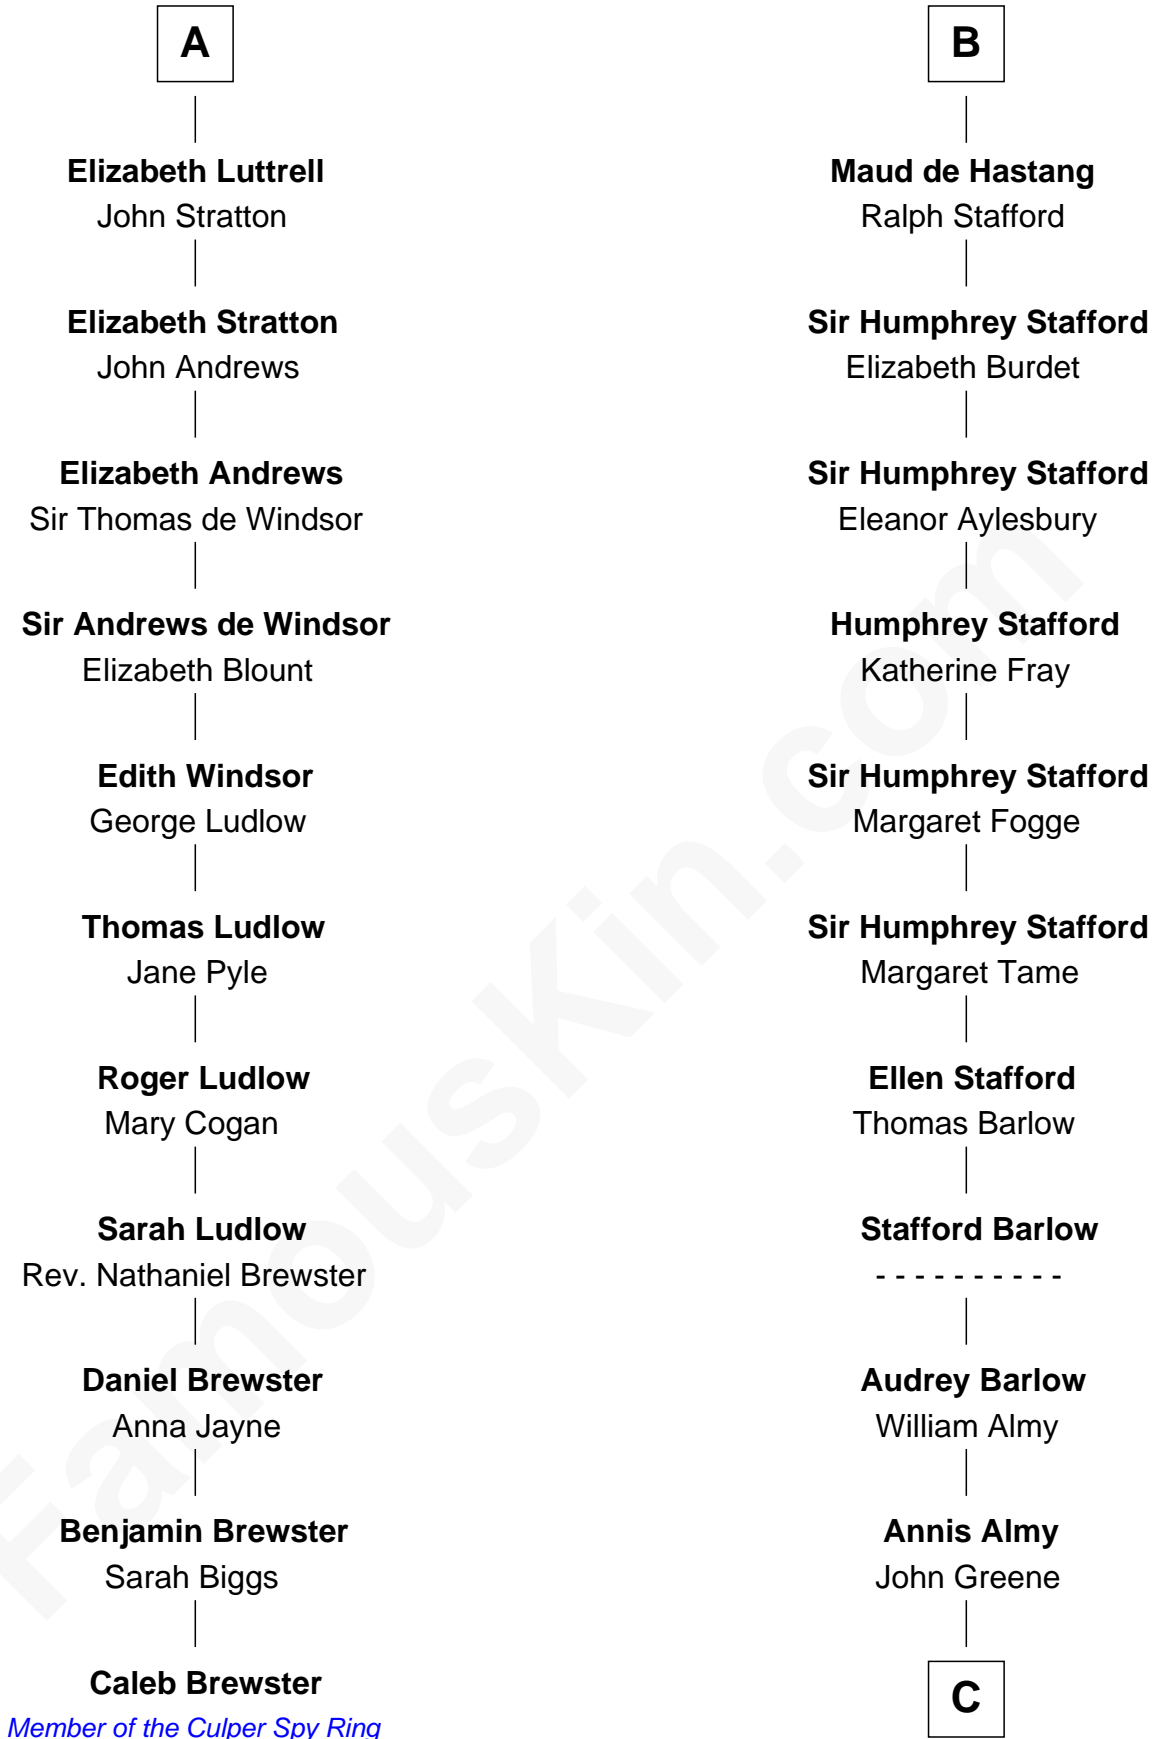 A
Elizabeth Luttrell
John Stratton
Elizabeth Stratton
John Andrews
Elizabeth Andrews
Sir Thomas de Windsor
Sir Andrews de Windsor
Elizabeth Blount
Edith Windsor
George Ludlow
Thomas Ludlow
Jane Pyle
Roger Ludlow
Mary Cogan
Sarah Ludlow
Rev. Nathaniel Brewster
Daniel Brewster
Anna Jayne
Benjamin Brewster
Sarah Biggs
Caleb Brewster
Member of the Culper Spy Ring
B
Maud de Hastang
Ralph Stafford
Sir Humphrey Stafford
Elizabeth Burdet
Sir Humphrey Stafford
Eleanor Aylesbury
Humphrey Stafford
Katherine Fray
Sir Humphrey Stafford
Margaret Fogge
Sir Humphrey Stafford
Margaret Tame
Ellen Stafford
Thomas Barlow
Stafford Barlow
- - - - - - - - - -
Audrey Barlow
William Almy
Annis Almy
John Greene
C
FamousKin.com